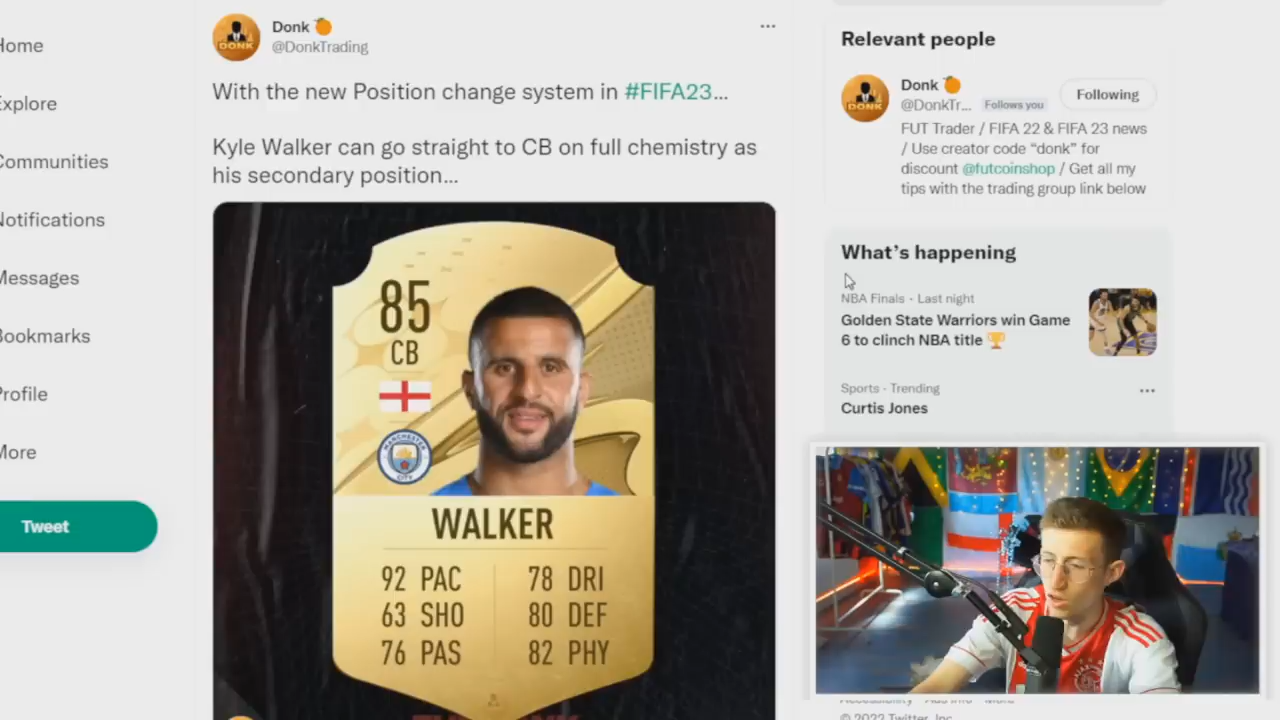 Home
Explore
Communities
Notifications
Messages
Bookmarks
Profile
More
Tweet
Donk 🍊
@DonkTrading
With the new Position change system in #FIFA23...
Kyle Walker can go straight to CB on full chemistry as
his secondary position...
85
CB
MANCHESTER
CITY
WALKER
92 PAC
63 SHO
76 PAS
78 DRI
80 DEF
82 PHY
Relevant people
DONK
Donk 🍊
@DonkTr... Follows you
Following
FUT Trader / FIFA 22 & FIFA 23 news
/ Use creator code “donk” for
discount @futcoinshop / Get all my
tips with the trading group link below
What’s happening
NBA Finals · Last night
Golden State Warriors win Game
6 to clinch NBA title 🏆
Sports · Trending
Curtis Jones
© 2022 Twitter, Inc.